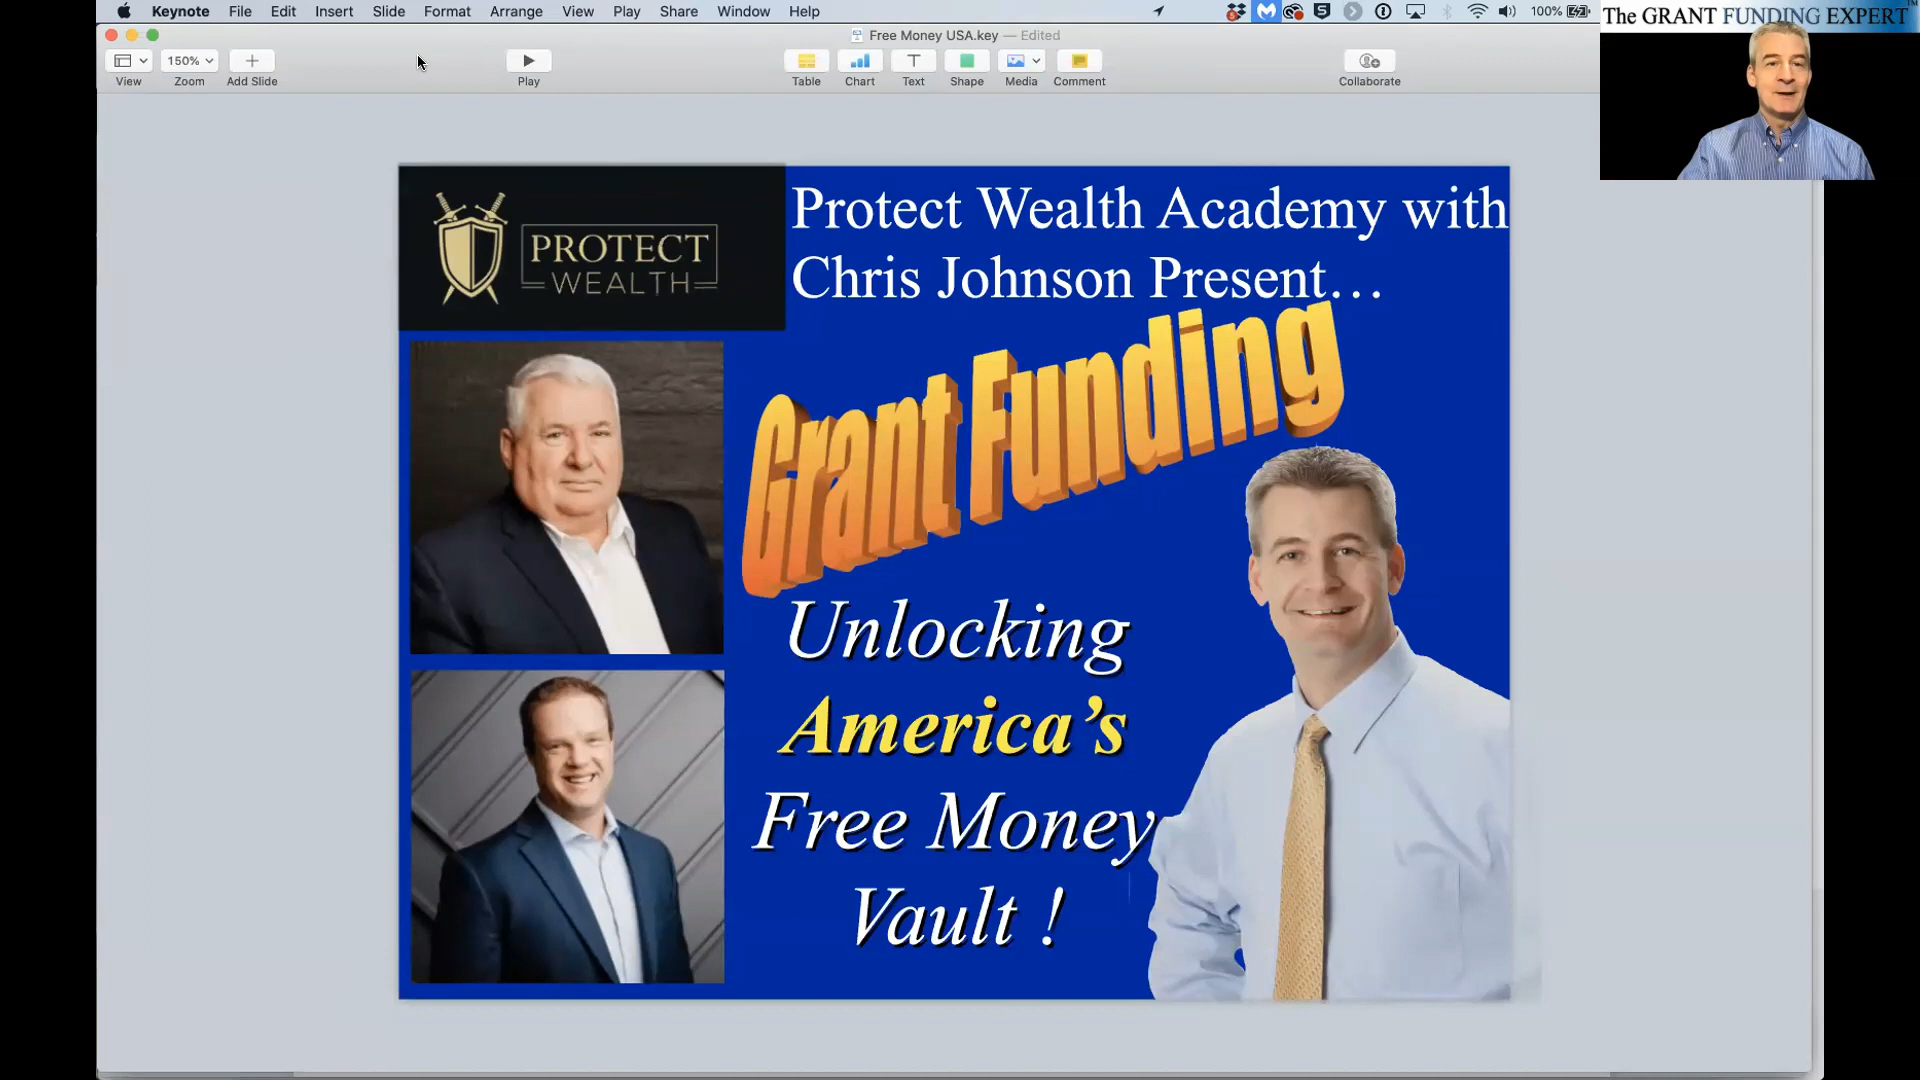 Keynote File Edit Insert Slide Format Arrange View Play Share Window Help
100%
The GRANT FUNDING EXPERT™
Free Money USA.key — Edited
150%
View Zoom Add Slide Play Table Chart Text Shape Media Comment Collaborate
PROTECT
WEALTH
Protect Wealth Academy with
Chris Johnson Present…
Grant Funding
Unlocking
America’s
Free Money
Vault !